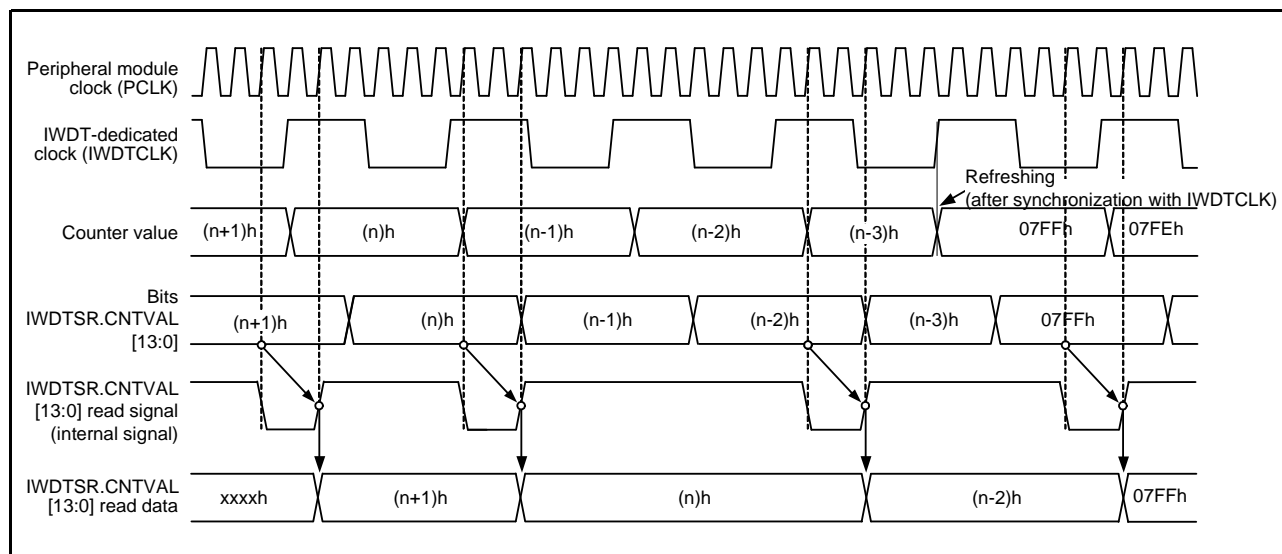 Peripheral module
clock (PCLK)
IWDT-dedicated
clock (IWDTCLK)
Refreshing
(after synchronization with IWDTCLK)
Counter value
(n+1)h
(n)h
(n-1)h
(n-2)h
(n-3)h
07FFh
07FEh
Bits
IWDTSR.CNTVAL
[13:0]
(n+1)h
(n)h
(n-1)h
(n-2)h
(n-3)h
07FFh
IWDTSR.CNTVAL
[13:0] read signal
(internal signal)
IWDTSR.CNTVAL
[13:0] read data
xxxxh
(n+1)h
(n)h
(n-2)h
07FFh